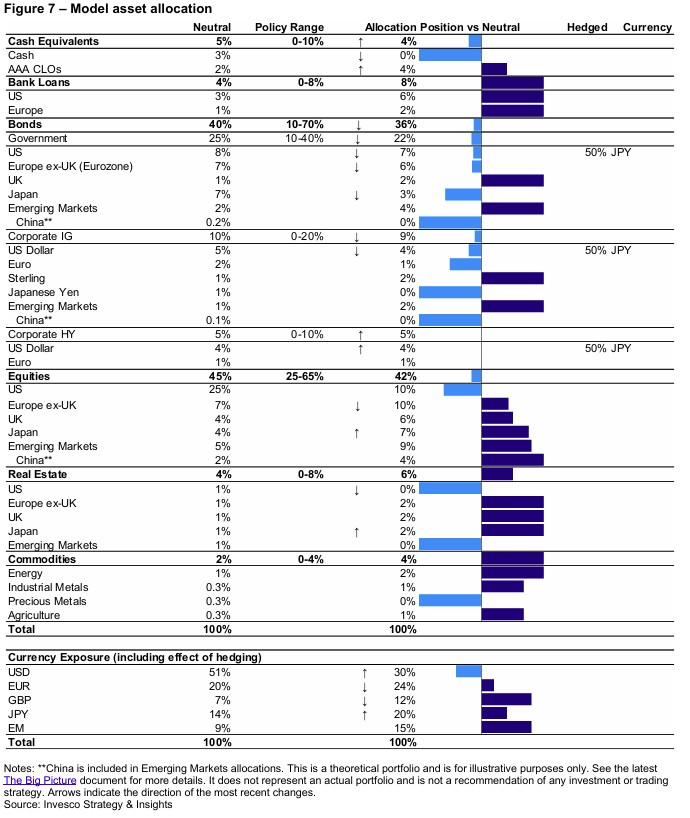 Figure 7 – Model asset allocation
Neutral Policy Range Allocation Position vs Neutral Hedged Currency
Cash Equivalents 5% 0-10% ↑ 4%
Cash 3% ↓ 0%
AAA CLOs 2% ↑ 4%
Bank Loans 4% 0-8% 8%
US 3% 6%
Europe 1% 2%
Bonds 40% 10-70% ↓ 36%
Government 25% 10-40% ↓ 22%
US 8% ↓ 7% 50% JPY
Europe ex-UK (Eurozone) 7% ↓ 6%
UK 1% 2%
Japan 7% ↓ 3%
Emerging Markets 2% 4%
China** 0.2% 0%
Corporate IG 10% 0-20% ↓ 9%
US Dollar 5% ↓ 4% 50% JPY
Euro 2% 1%
Sterling 1% 2%
Japanese Yen 1% 0%
Emerging Markets 1% 2%
China** 0.1% 0%
Corporate HY 5% 0-10% ↑ 5%
US Dollar 4% ↑ 4% 50% JPY
Euro 1% 1%
Equities 45% 25-65% 42%
US 25% 10%
Europe ex-UK 7% ↓ 10%
UK 4% 6%
Japan 4% ↑ 7%
Emerging Markets 5% 9%
China** 2% 4%
Real Estate 4% 0-8% 6%
US 1% ↓ 0%
Europe ex-UK 1% 2%
UK 1% 2%
Japan 1% ↑ 2%
Emerging Markets 1% 0%
Commodities 2% 0-4% 4%
Energy 1% 2%
Industrial Metals 0.3% 1%
Precious Metals 0.3% 0%
Agriculture 0.3% 1%
Total 100% 100%
Currency Exposure (including effect of hedging)
USD 51% ↑ 30%
EUR 20% ↓ 24%
GBP 7% ↓ 12%
JPY 14% ↑ 20%
EM 9% 15%
Total 100% 100%
Notes: **China is included in Emerging Markets allocations. This is a theoretical portfolio and is for illustrative purposes only. See the latest
The Big Picture document for more details. It does not represent an actual portfolio and is not a recommendation of any investment or trading
strategy. Arrows indicate the direction of the most recent changes.
Source: Invesco Strategy & Insights